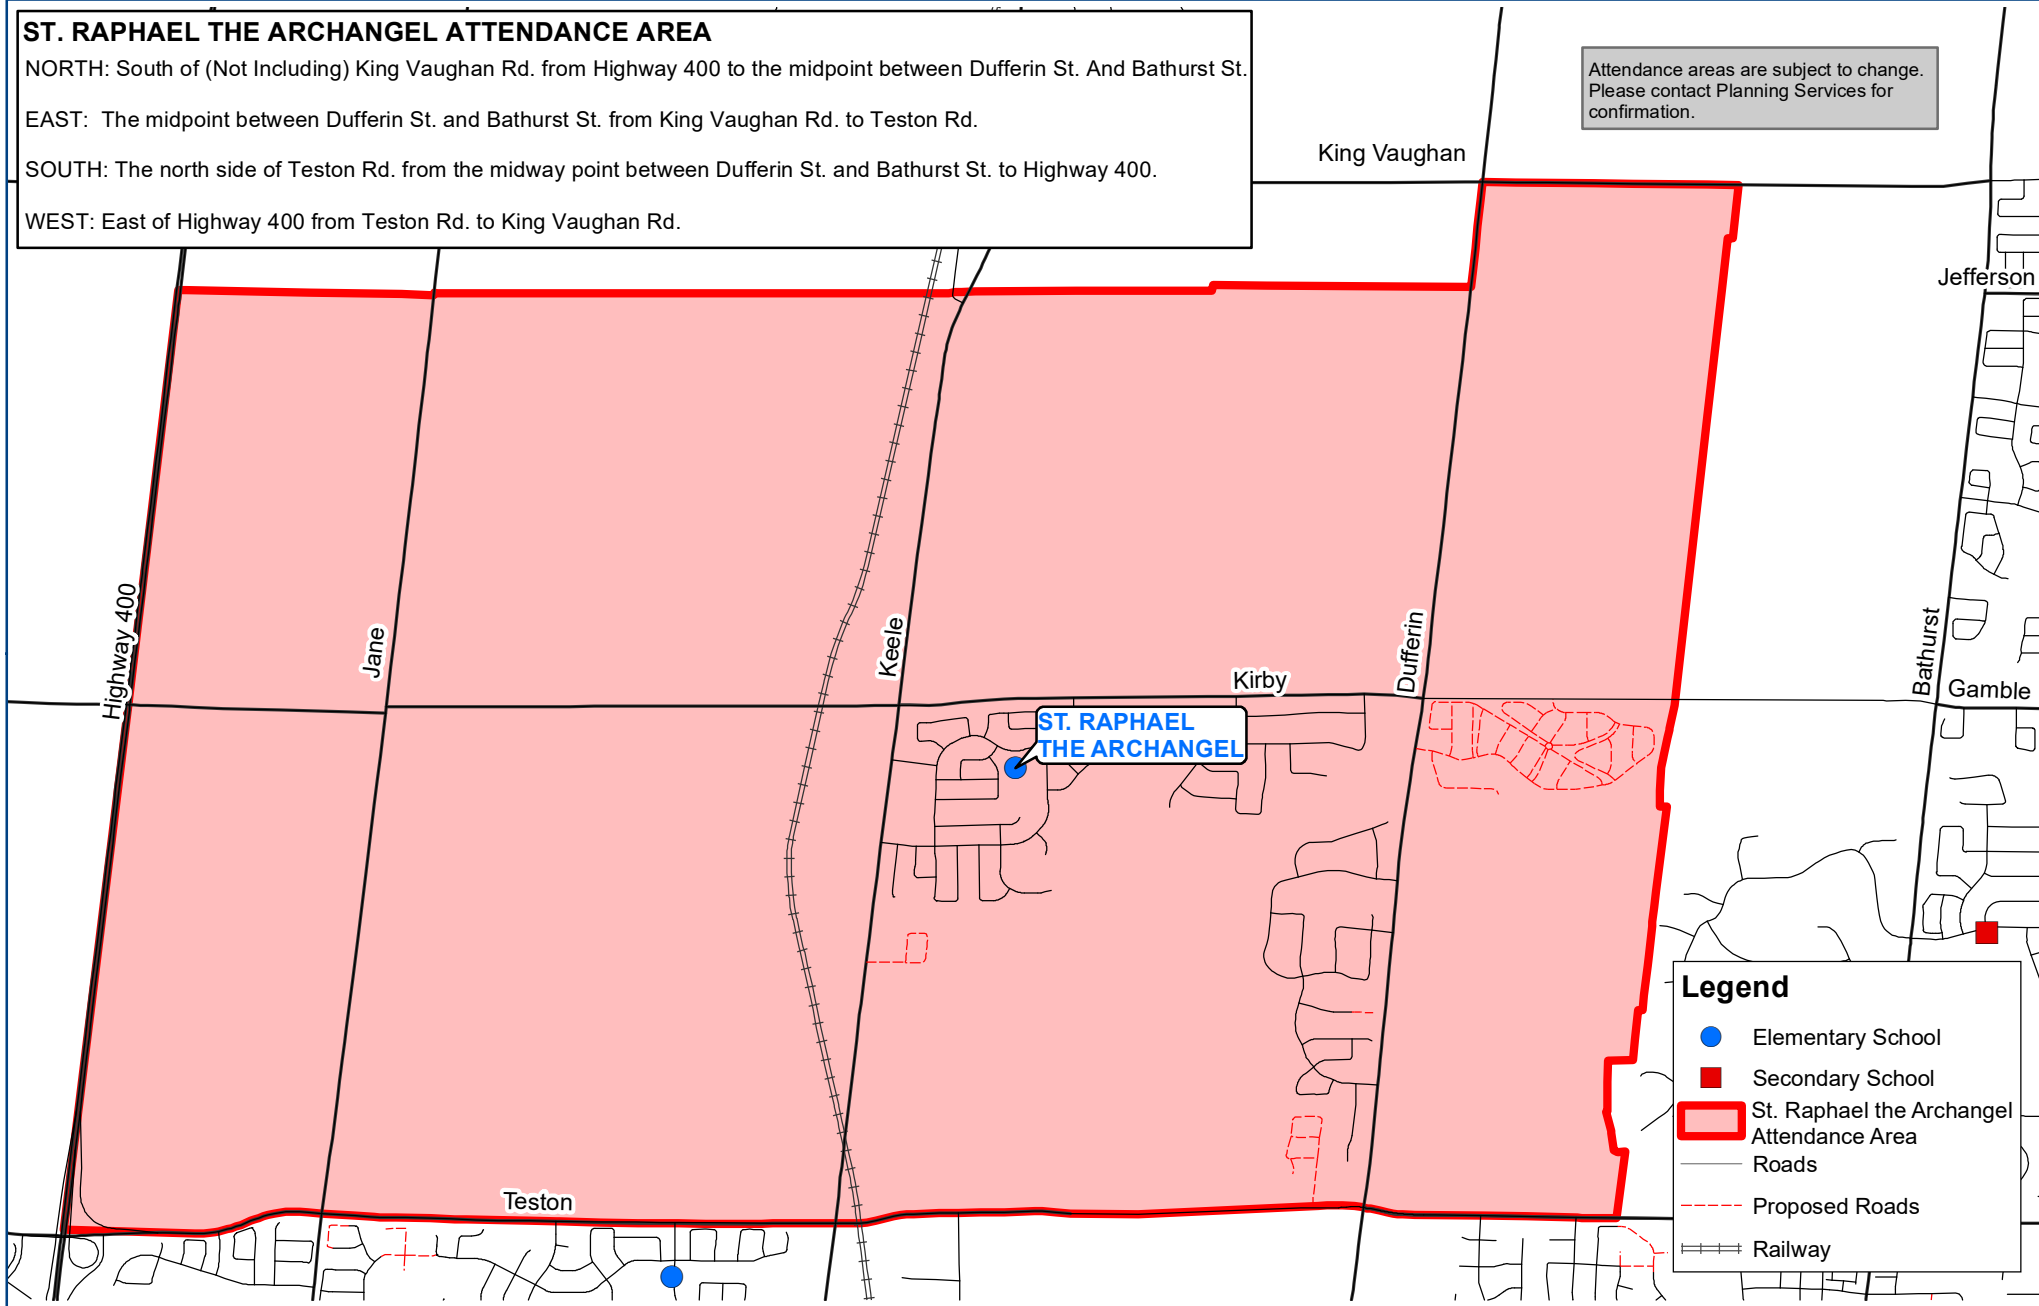 ST. RAPHAEL THE ARCHANGEL ATTENDANCE AREA
NORTH: South of (Not Including) King Vaughan Rd. from Highway 400 to the midpoint between Dufferin St. And Bathurst St.
EAST: The midpoint between Dufferin St. and Bathurst St. from King Vaughan Rd. to Teston Rd.
SOUTH: The north side of Teston Rd. from the midway point between Dufferin St. and Bathurst St. to Highway 400.
WEST: East of Highway 400 from Teston Rd. to King Vaughan Rd.
Attendance areas are subject to change.
Please contact Planning Services for
confirmation.
King Vaughan
Jefferson
Highway 400
Jane
Keele
Dufferin
Bathurst
Kirby
Gamble
ST. RAPHAEL
THE ARCHANGEL
Teston
Legend
Elementary School
Secondary School
St. Raphael the Archangel
Attendance Area
Roads
Proposed Roads
Railway